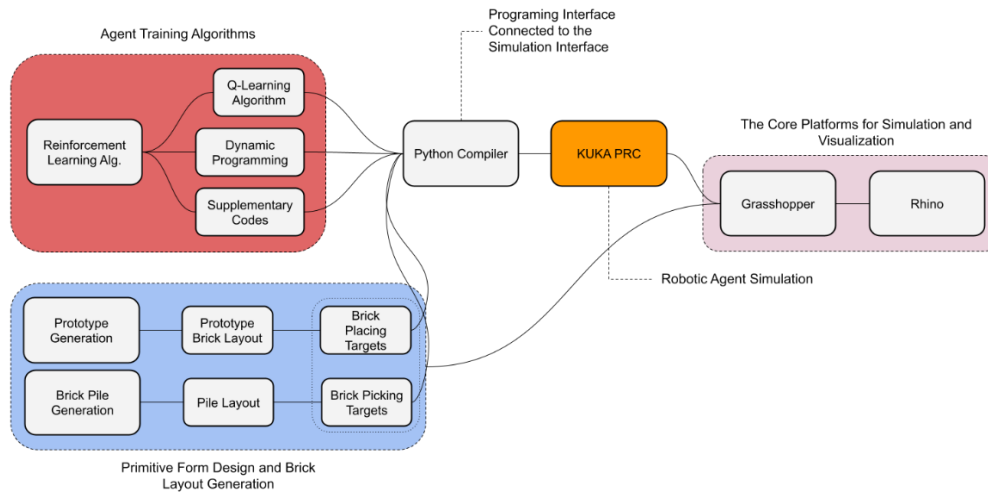 Agent Training Algorithms
Reinforcement
Learning Alg.
Q-Learning
Algorithm
Dynamic
Programming
Supplementary
Codes
Programing Interface
Connected to the
Simulation Interface
Python Compiler
KUKA PRC
The Core Platforms for Simulation and
Visualization
Grasshopper
Rhino
Robotic Agent Simulation
Prototype
Generation
Prototype
Brick Layout
Brick
Placing
Targets
Brick Pile
Generation
Pile Layout
Brick Picking
Targets
Primitive Form Design and Brick
Layout Generation